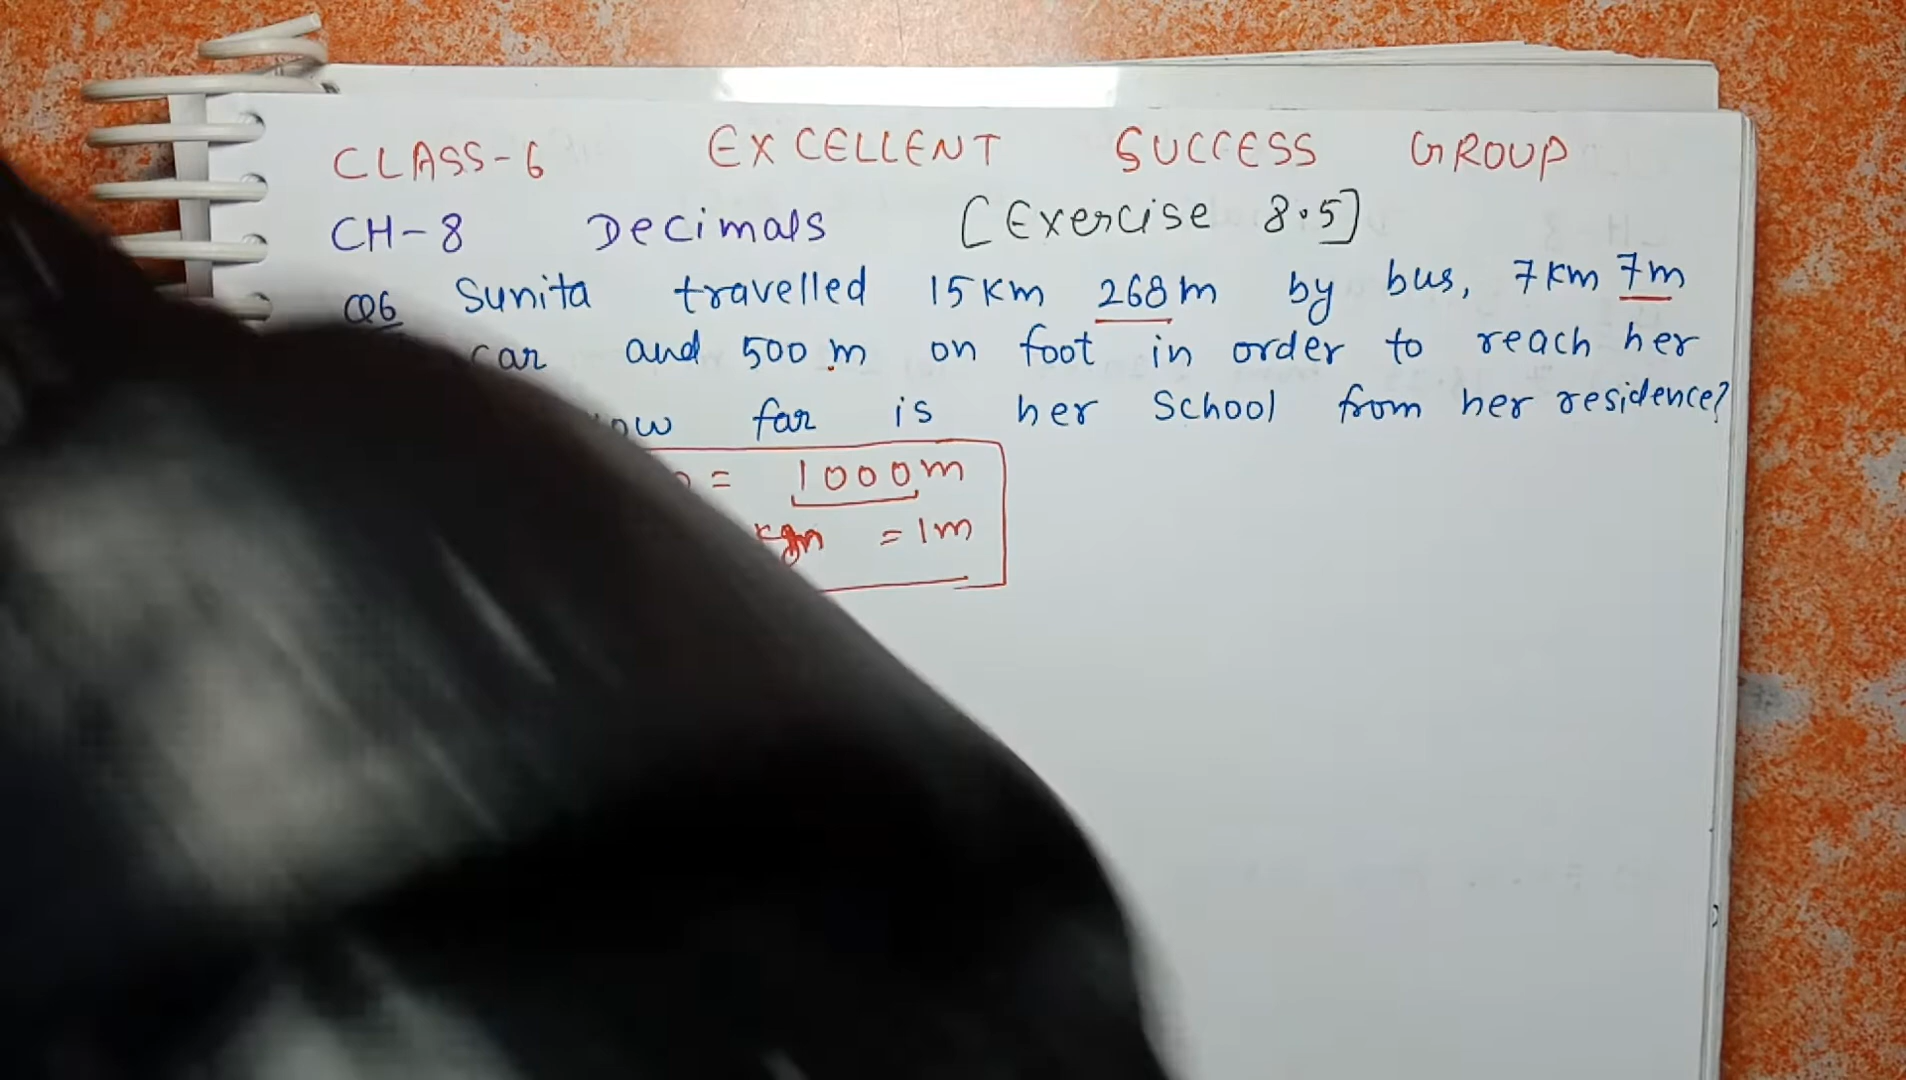 CLASS-6 EXCELLENT SUCCESS GROUP
CH-8 Decimals [Exercise 8.5]
Q6 Sunita travelled 15 km 268 m by bus, 7 km 7m
car and 500 m on foot in order to reach her
ow far is her School from her residence?
= 1000m
= 1m